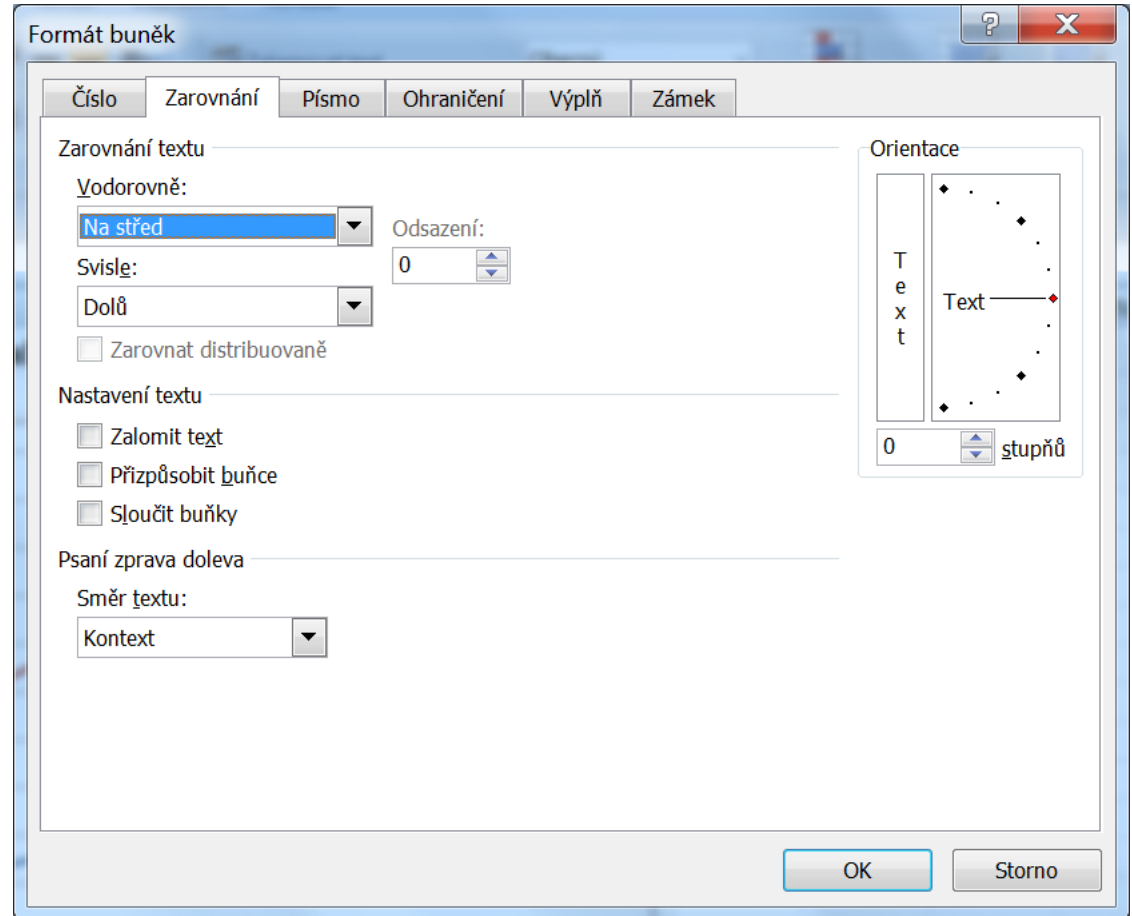 Formát buněk
Číslo Zarovnání Písmo Ohraničení Výplň Zámek
Zarovnání textu
Vodorovně:
Na střed
Odsazení:
0
Svisle:
Dolů
Zarovnat distribuovaně
Nastavení textu
Zalomit text
Přizpůsobit buňce
Sloučit buňky
Psaní zprava doleva
Směr textu:
Kontext
Orientace
Text
Text
0 stupňů
OK Storno